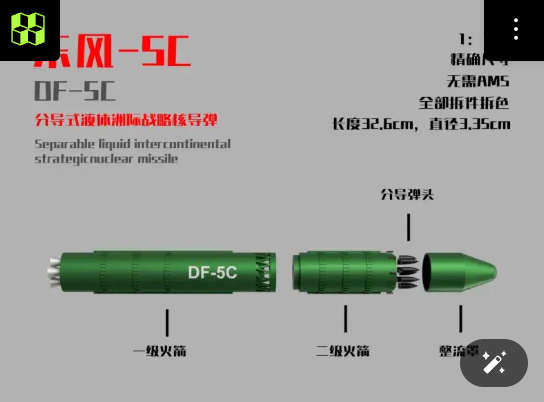 东风-5C
DF-5C
分导式液体洲际战略核导弹
Separable liquid intercontinental
strategicnuclear missile
1:
精确尺寸
无需AMS
全部拆件拆色
长度32.6cm，直径3.35cm
分导弹头
DF-5C
一级火箭
二级火箭
整流罩